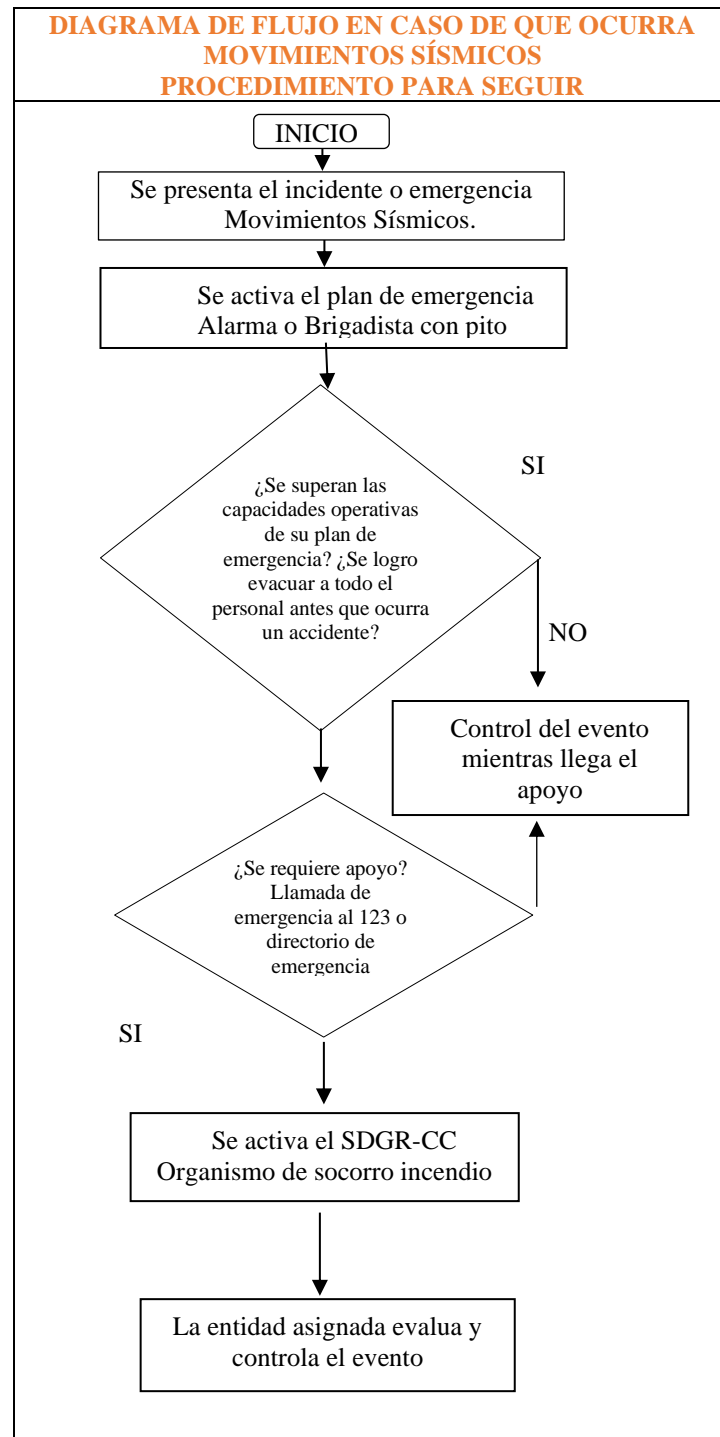 DIAGRAMA DE FLUJO EN CASO DE QUE OCURRA
MOVIMIENTOS SÍSMICOS
PROCEDIMIENTO PARA SEGUIR
INICIO
Se presenta el incidente o emergencia
Movimientos Sísmicos.
Se activa el plan de emergencia
Alarma o Brigadista con pito
SI
¿Se superan las
capacidades operativas
de su plan de
emergencia? ¿Se logro
evacuar a todo el
personal antes que ocurra
un accidente?
NO
Control del evento
mientras llega el
apoyo
¿Se requiere apoyo?
Llamada de
emergencia al 123 o
directorio de
emergencia
SI
Se activa el SDGR-CC
Organismo de socorro incendio
La entidad asignada evalua y
controla el evento